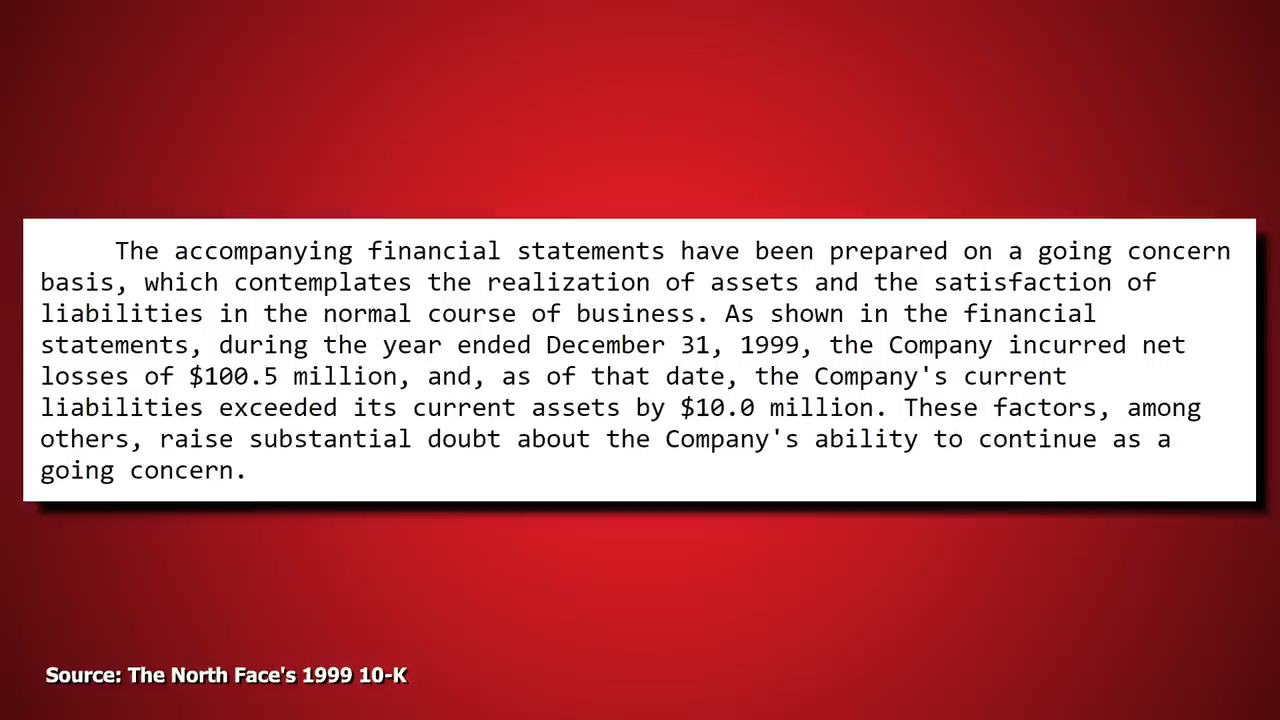 The accompanying financial statements have been prepared on a going concern
basis, which contemplates the realization of assets and the satisfaction of
liabilities in the normal course of business. As shown in the financial
statements, during the year ended December 31, 1999, the Company incurred net
losses of $100.5 million, and, as of that date, the Company's current
liabilities exceeded its current assets by $10.0 million. These factors, among
others, raise substantial doubt about the Company's ability to continue as a
going concern.
Source: The North Face's 1999 10-K